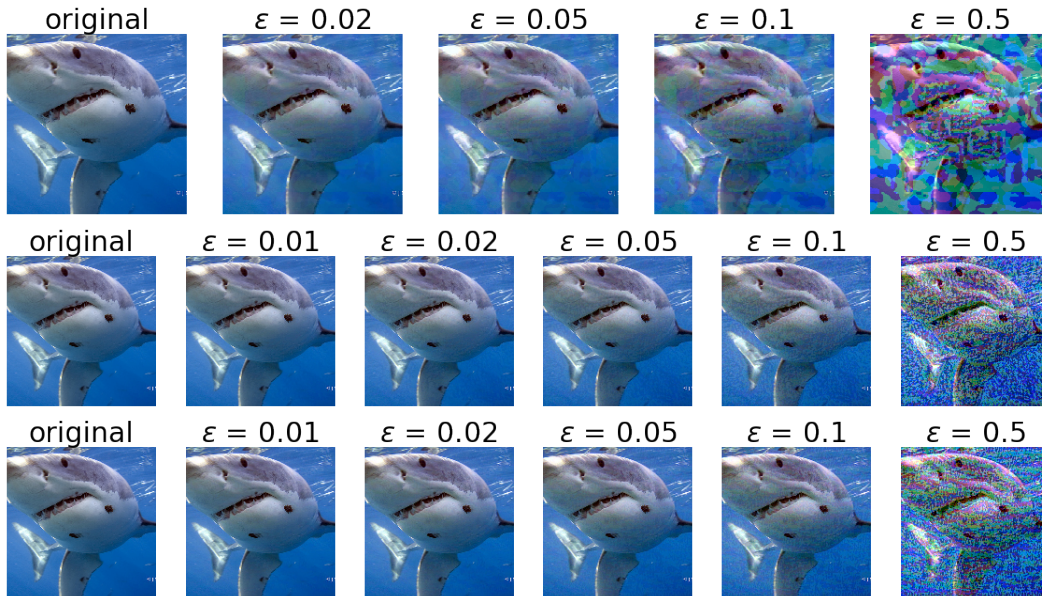 original ε = 0.02 ε = 0.05 ε = 0.1 ε = 0.5
original ε = 0.01 ε = 0.02 ε = 0.05 ε = 0.1 ε = 0.5
original ε = 0.01 ε = 0.02 ε = 0.05 ε = 0.1 ε = 0.5